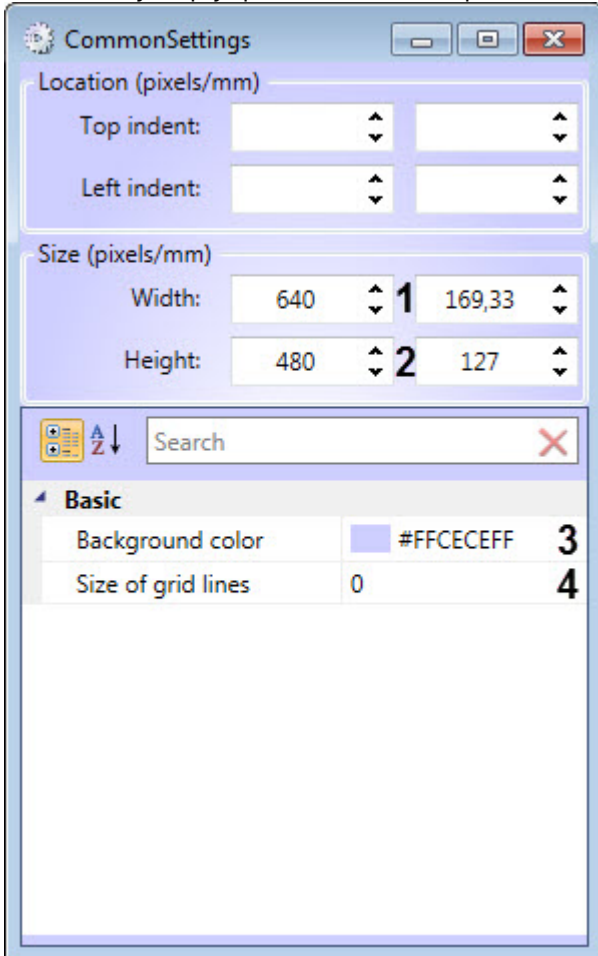 CommonSettings
Location (pixels/mm)
Top indent:
Left indent:
Size (pixels/mm)
Width: 640 1 169,33
Height: 480 2 127
Search
Basic
Background color #FFCECEFF 3
Size of grid lines 0 4